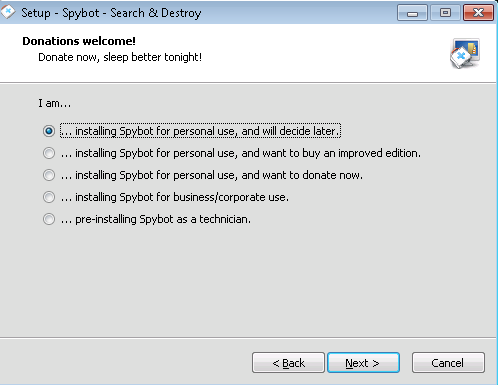 Setup - Spybot - Search & Destroy
Donations welcome!
Donate now, sleep better tonight!
I am...
... installing Spybot for personal use, and will decide later.
... installing Spybot for personal use, and want to buy an improved edition.
... installing Spybot for personal use, and want to donate now.
... installing Spybot for business/corporate use.
... pre-installing Spybot as a technician.
< Back
Next >
Cancel